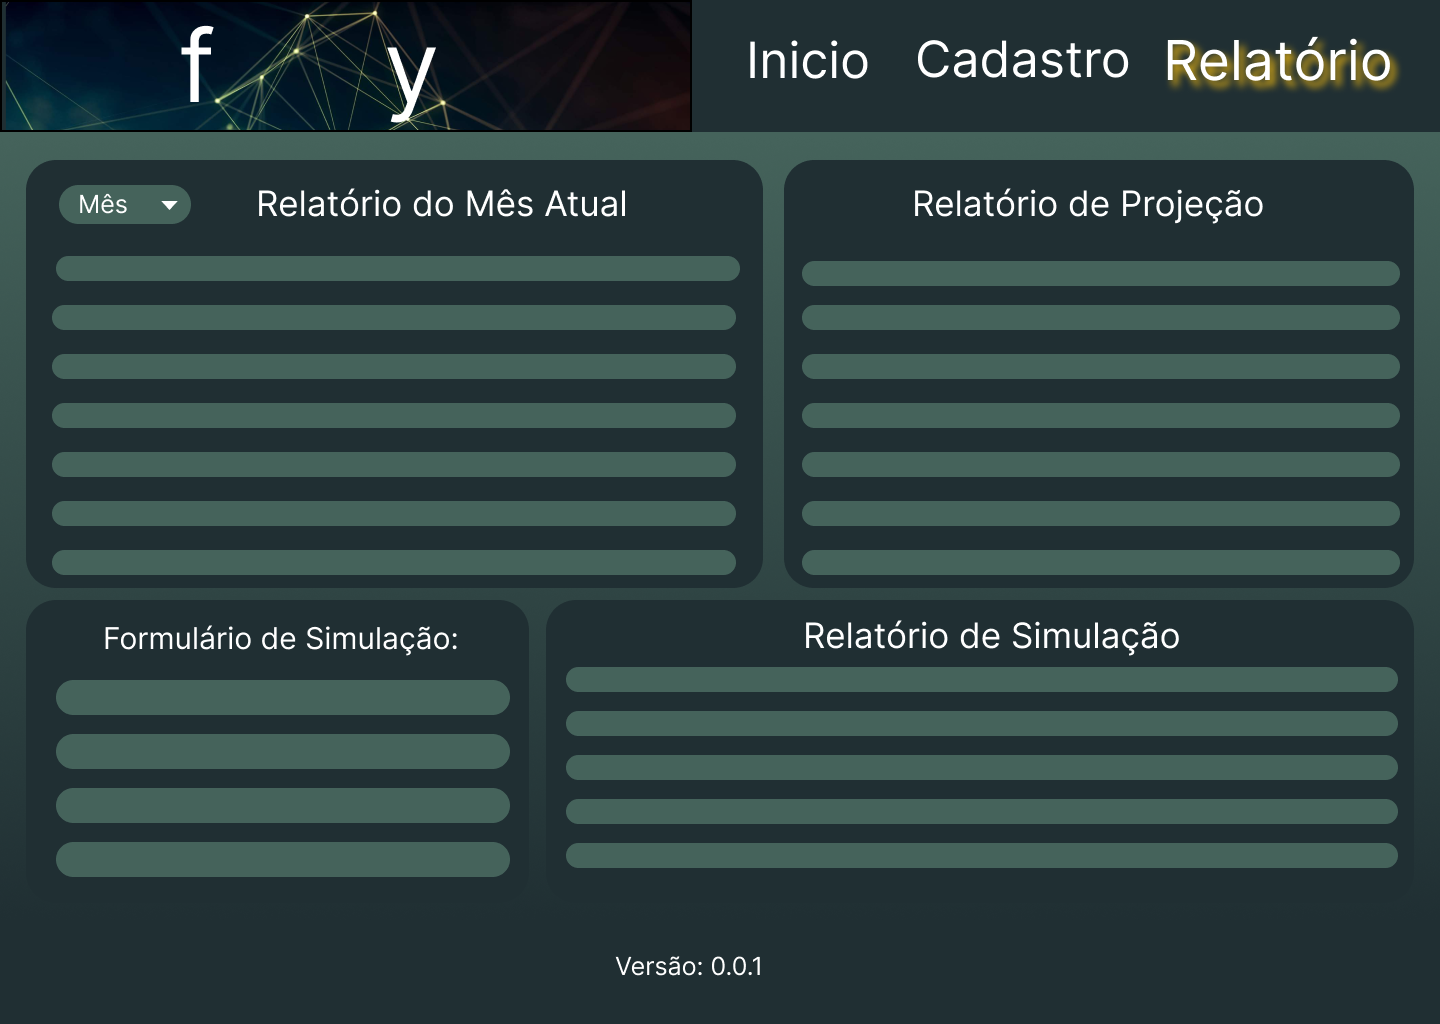 f y
Inicio Cadastro Relatório
Mês
Relatório do Mês Atual
Relatório de Projeção
Formulário de Simulação:
Relatório de Simulação
Versão: 0.0.1